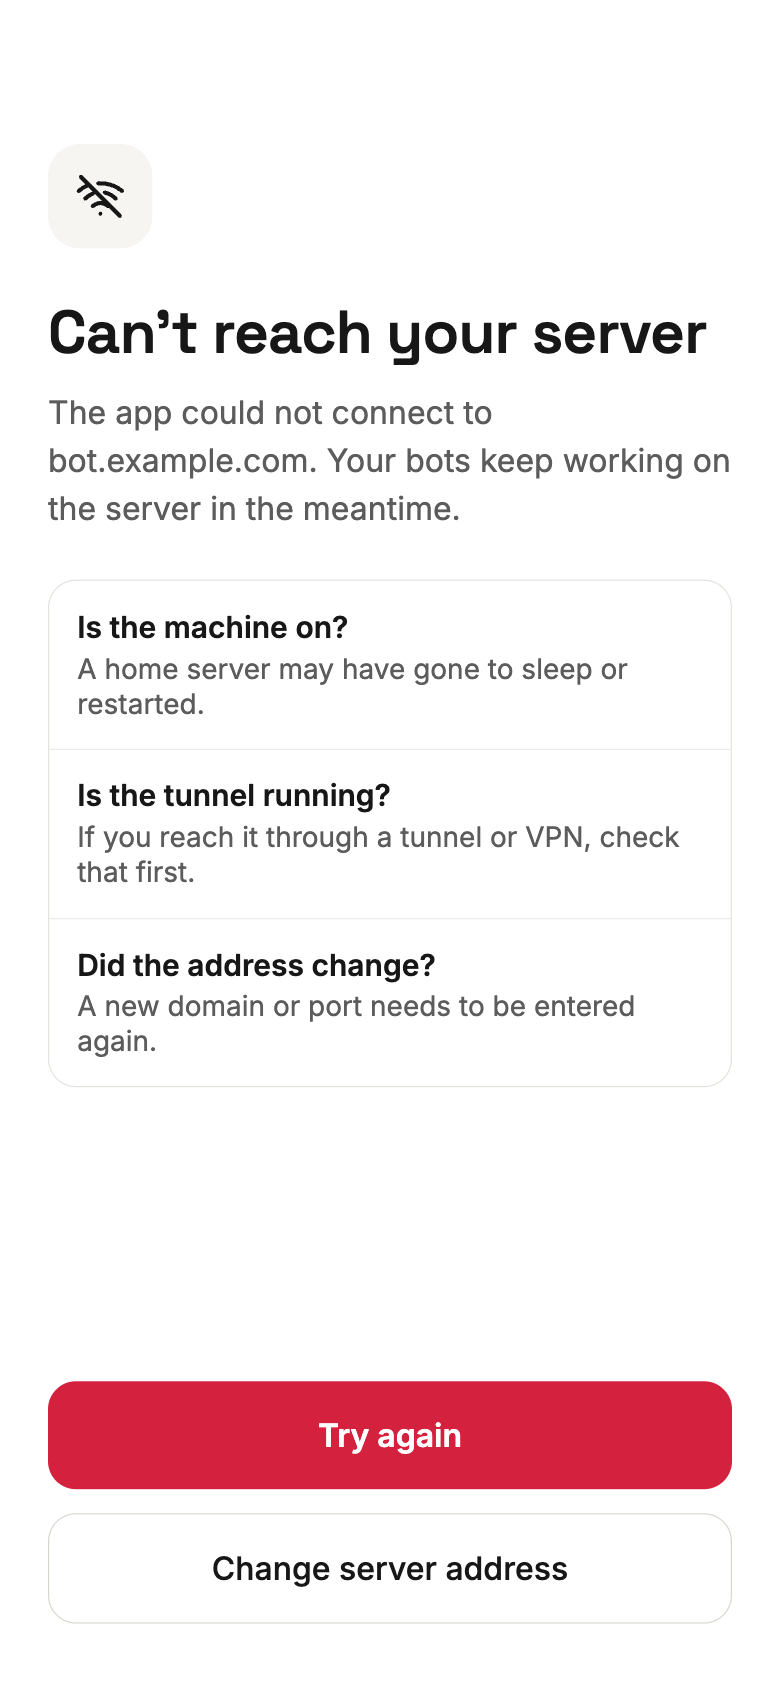 Can’t reach your server
The app could not connect to
bot.example.com. Your bots keep working on
the server in the meantime.
Is the machine on?
A home server may have gone to sleep or
restarted.
Is the tunnel running?
If you reach it through a tunnel or VPN, check
that first.
Did the address change?
A new domain or port needs to be entered
again.
Try again
Change server address